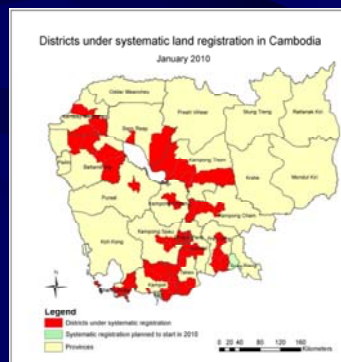 Districts under systematic land registration in Cambodia
January 2010
Oddar Meanchey
Preah Vihear
Stung Treng
Rattanak Kiri
Siem Reap
Pailin
Kampong Thom
Kratie
Mondul Kiri
Pursat
Kampong Cham
Koh Kong
Kampong Speu
Takeo
Kampot
N
Legend
Districts under systematic registration
Systematic registration planned to start in 2010
Provinces
0 20 40 80 120 160
Kilometers